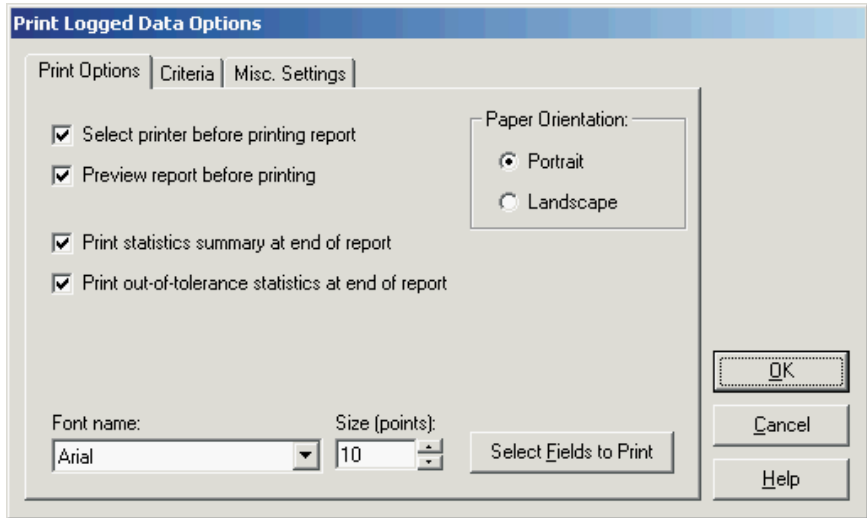 Print Logged Data Options
Print Options Criteria Misc. Settings
Select printer before printing report
Preview report before printing
Print statistics summary at end of report
Print out-of-tolerance statistics at end of report
Paper Orientation:
Portrait
Landscape
Font name:
Arial
Size (points):
10
Select Fields to Print
OK
Cancel
Help